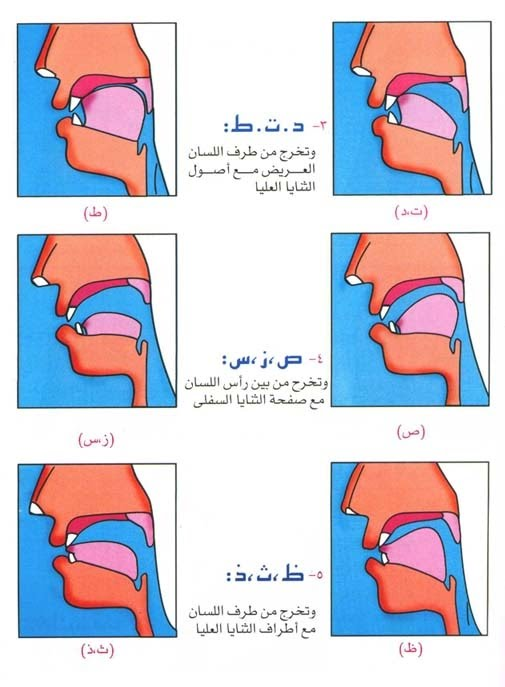 ٣- د.ت.ط:
وتخرج من طرف اللسان
العريض مع أصول
الثنايا العليا
(ت،د)
(ط)
٤- ص،ز،س:
وتخرج من بين رأس اللسان
مع صفحة الثنايا السفلى
(ص)
(ز،س)
٥- ظ،ث،ذ:
وتخرج من طرف اللسان
مع أطراف الثنايا العليا
(ظ)
(ث،ذ)